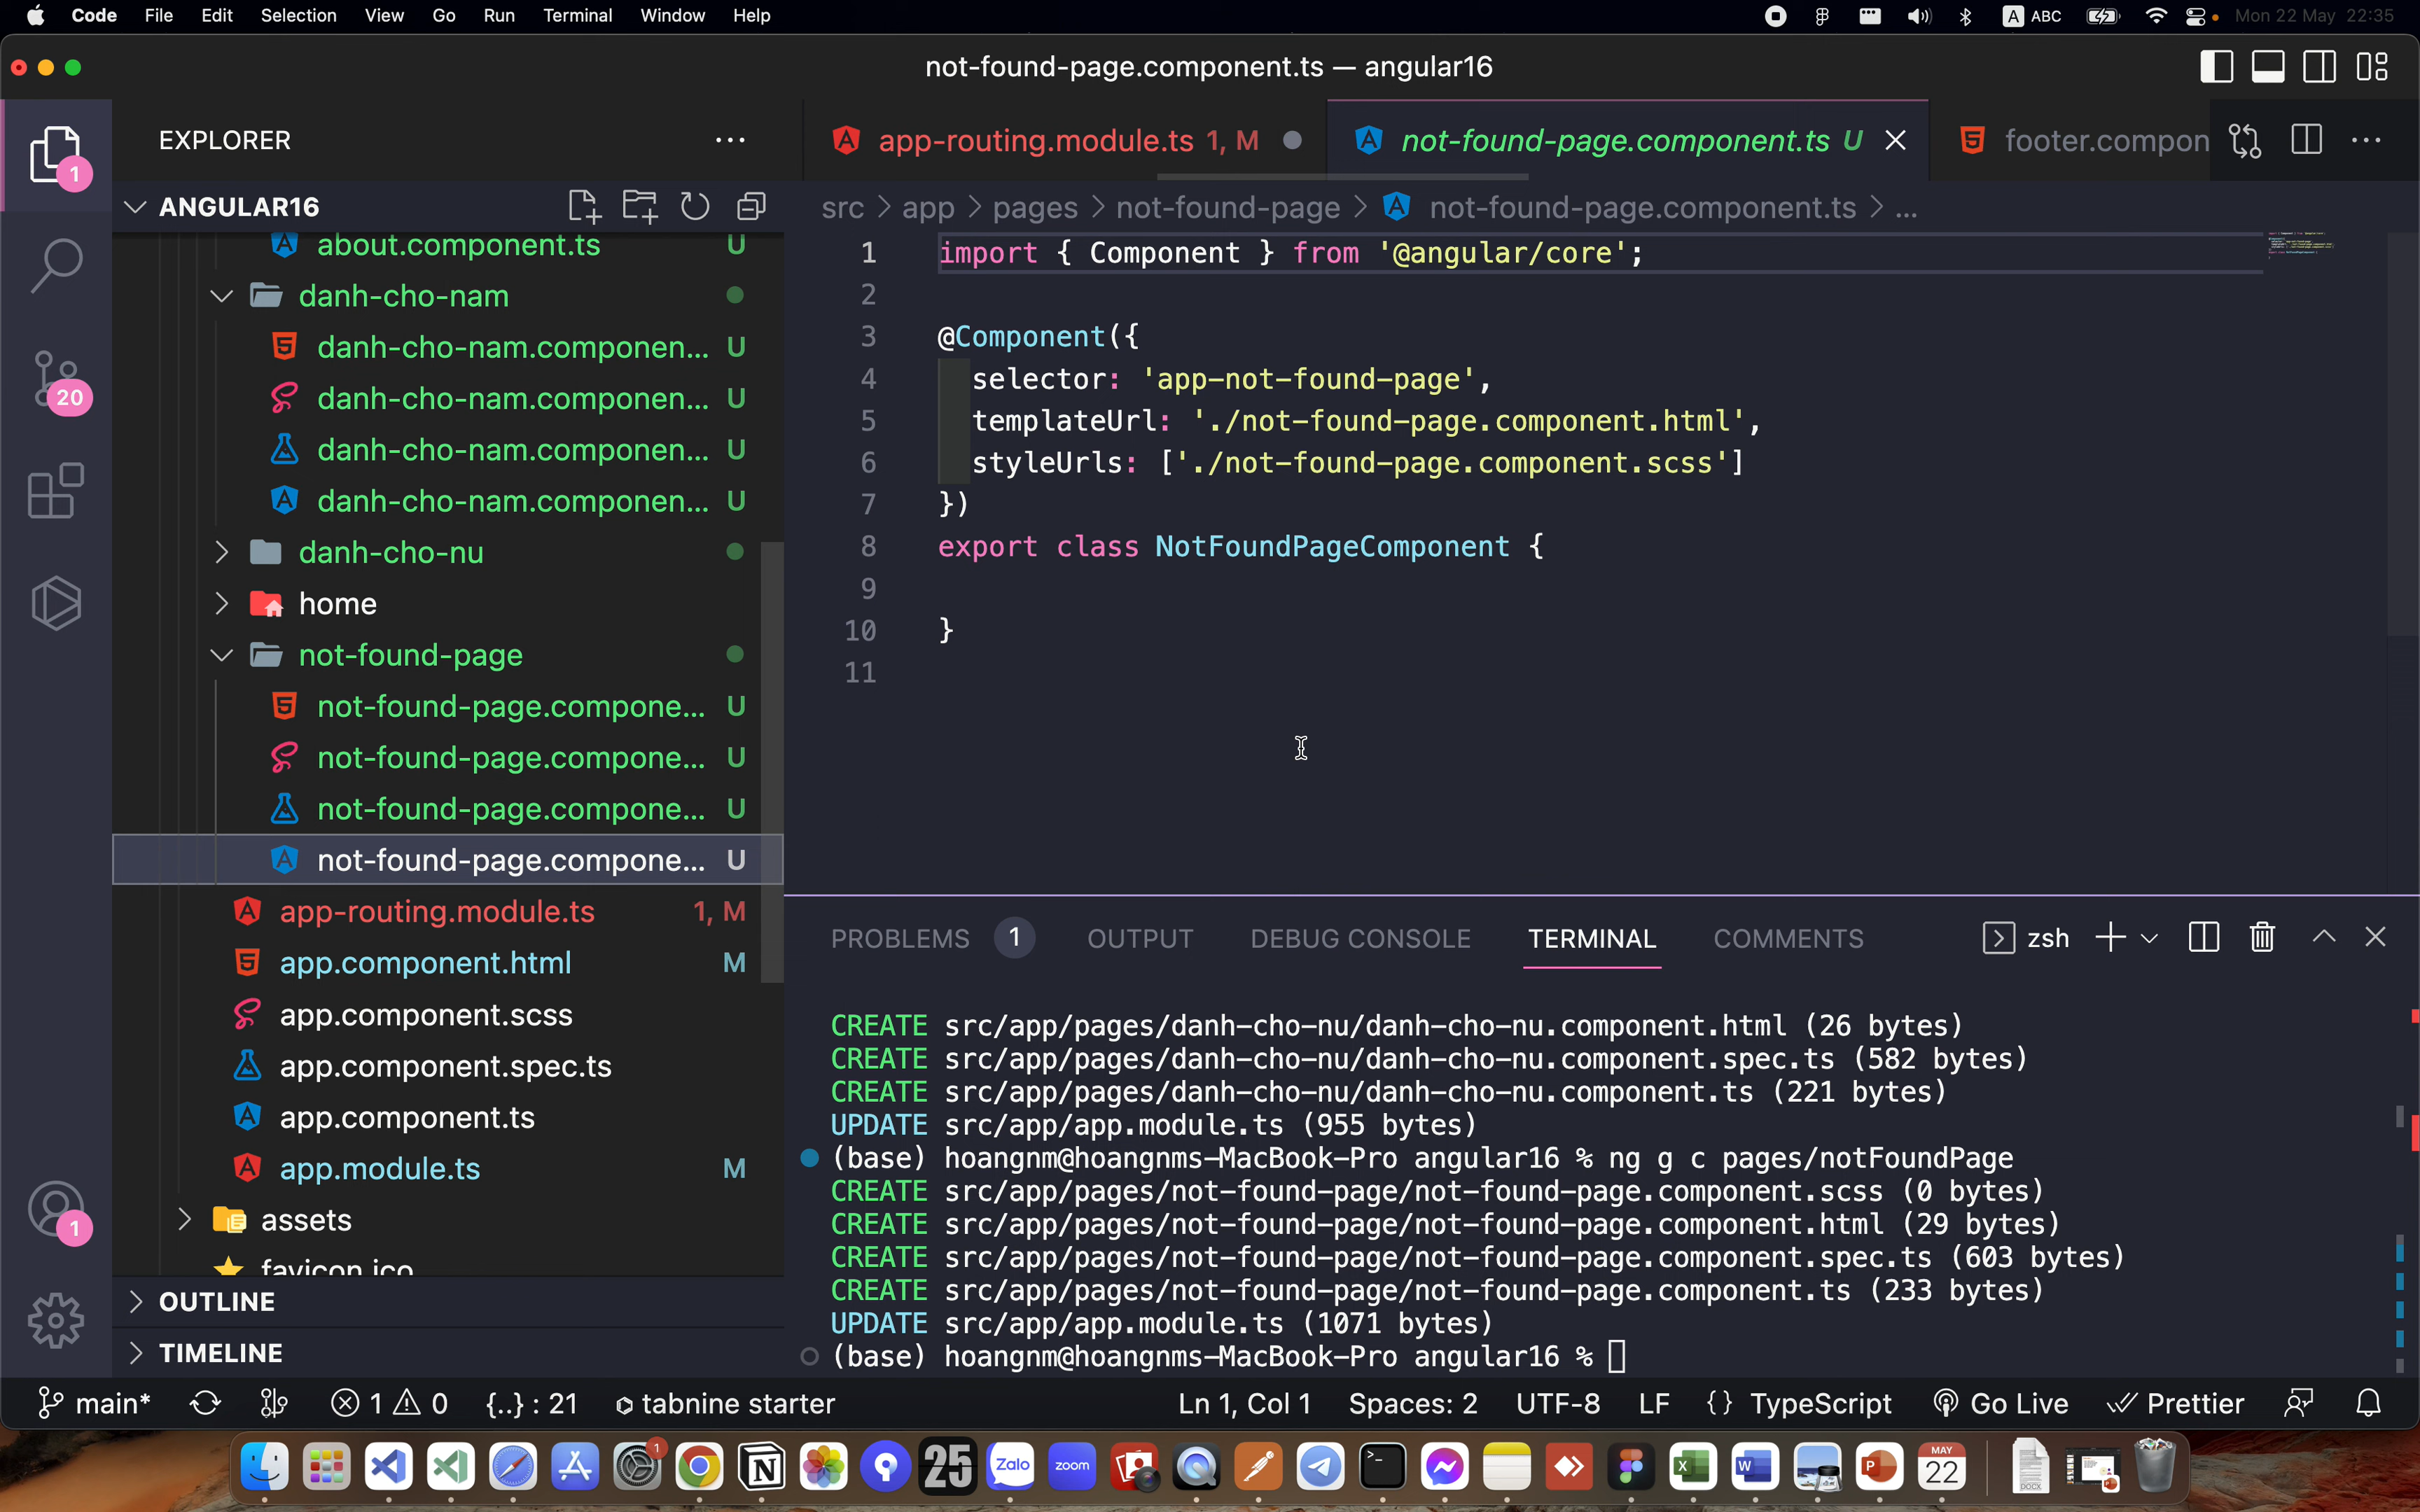 Code File Edit Selection View Go Run Terminal Window Help
A ABC Mon 22 May 22:35
not-found-page.component.ts — angular16
EXPLORER
app-routing.module.ts 1, M
not-found-page.component.ts U
footer.compon
1
ANGULAR16
src > app > pages > not-found-page > not-found-page.component.ts > ...
about.component.ts U
danh-cho-nam
danh-cho-nam.componen... U
danh-cho-nam.componen... U
danh-cho-nam.componen... U
danh-cho-nam.componen... U
danh-cho-nu
home
not-found-page
not-found-page.compone... U
not-found-page.compone... U
not-found-page.compone... U
not-found-page.compone... U
app-routing.module.ts 1, M
app.component.html M
app.component.scss
app.component.spec.ts
app.component.ts
app.module.ts M
assets
favicon.ico
OUTLINE
TIMELINE
20
1
1 import { Component } from '@angular/core';
2
3 @Component({
4 selector: 'app-not-found-page',
5 templateUrl: './not-found-page.component.html',
6 styleUrls: ['./not-found-page.component.scss']
7 })
8 export class NotFoundPageComponent {
9
10 }
11
PROBLEMS 1 OUTPUT DEBUG CONSOLE TERMINAL COMMENTS zsh
CREATE src/app/pages/danh-cho-nu/danh-cho-nu.component.html (26 bytes)
CREATE src/app/pages/danh-cho-nu/danh-cho-nu.component.spec.ts (582 bytes)
CREATE src/app/pages/danh-cho-nu/danh-cho-nu.component.ts (221 bytes)
UPDATE src/app/app.module.ts (955 bytes)
(base) hoangnm@hoangnms-MacBook-Pro angular16 % ng g c pages/notFoundPage
CREATE src/app/pages/not-found-page/not-found-page.component.scss (0 bytes)
CREATE src/app/pages/not-found-page/not-found-page.component.html (29 bytes)
CREATE src/app/pages/not-found-page/not-found-page.component.spec.ts (603 bytes)
CREATE src/app/pages/not-found-page/not-found-page.component.ts (233 bytes)
UPDATE src/app/app.module.ts (1071 bytes)
(base) hoangnm@hoangnms-MacBook-Pro angular16 %
main* 1 0 {..} : 21 tabnine starter Ln 1, Col 1 Spaces: 2 UTF-8 LF {} TypeScript Go Live Prettier
1 25 Zalo zoom X W P MAY 22 DOCX